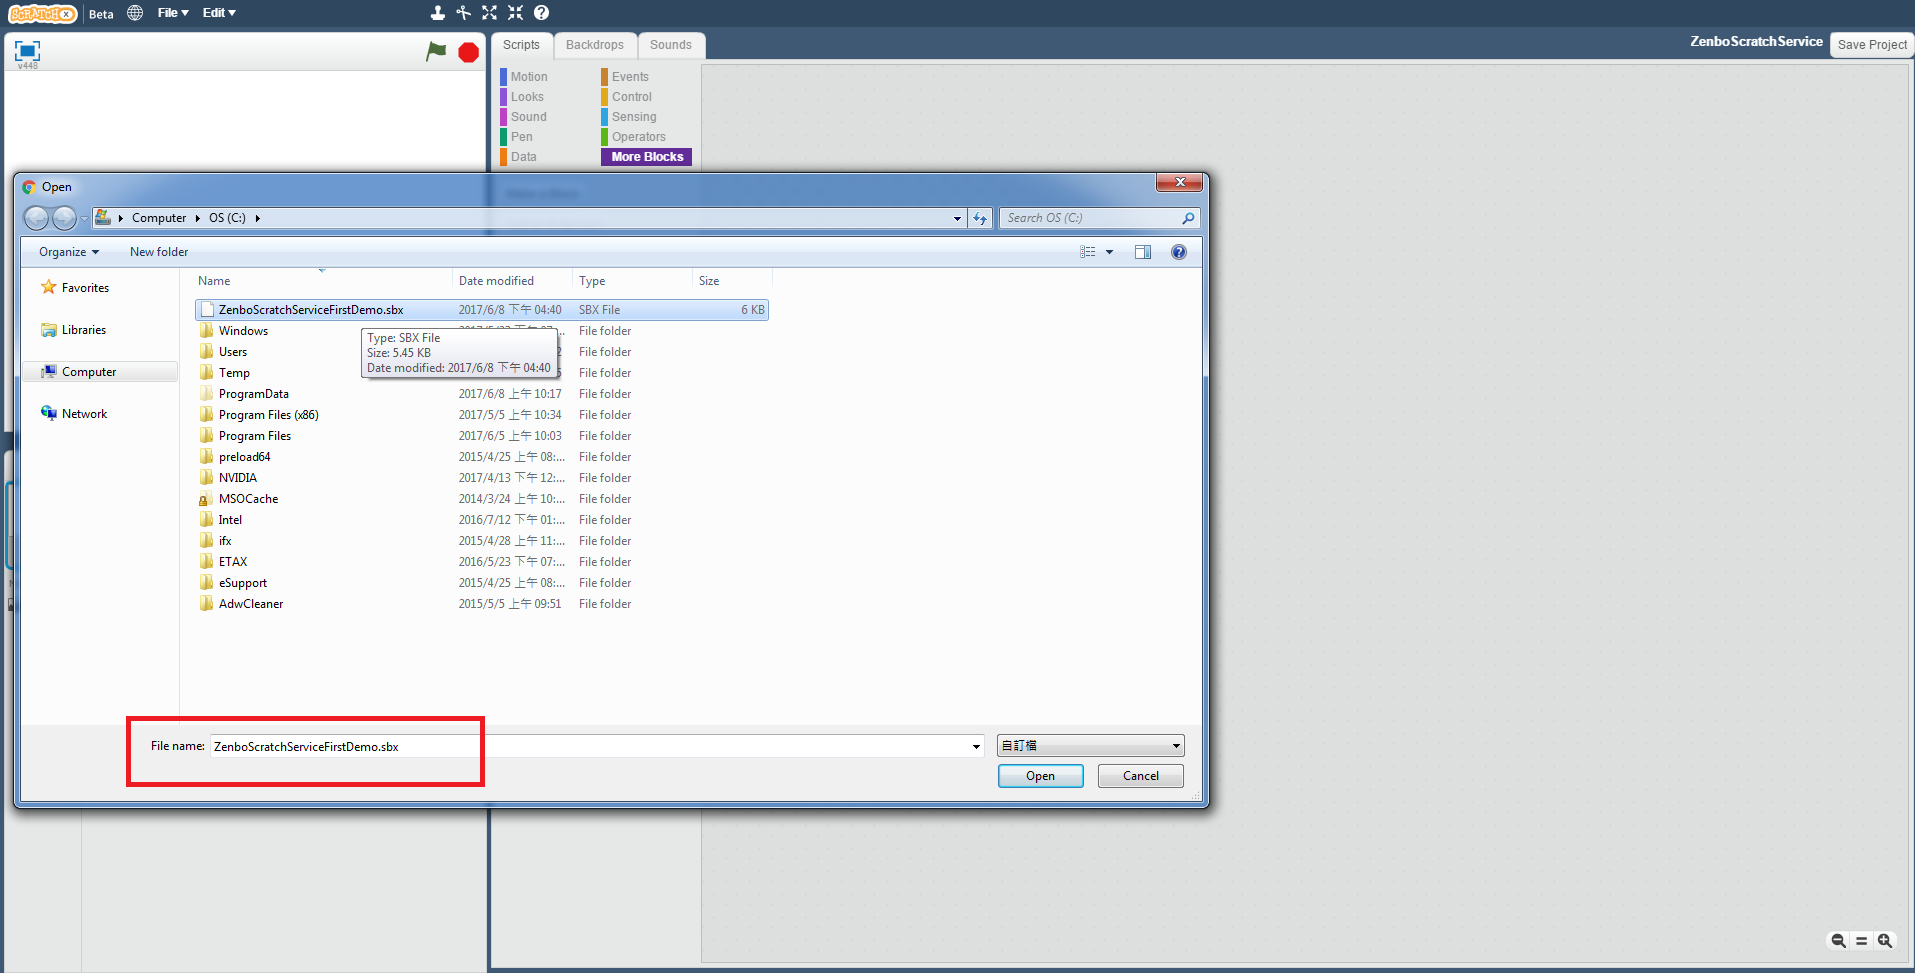 SCRATCH X Beta File Edit
v448
Scripts Backdrops Sounds
ZenboScratchService Save Project
Motion Events
Looks Control
Sound Sensing
Pen Operators
Data More Blocks
Open
Computer OS (C:) Search OS (C:)
Organize New folder
Name Date modified Type Size
Favorites
Libraries
Computer
Network
ZenboScratchServiceFirstDemo.sbx 2017/6/8 下午 04:40 SBX File 6 KB
Windows File folder
Type: SBX File
Size: 5.45 KB
Date modified: 2017/6/8 下午 04:40
Users File folder
Temp File folder
ProgramData 2017/6/8 上午 10:17 File folder
Program Files (x86) 2017/5/5 上午 10:34 File folder
Program Files 2017/6/5 上午 10:03 File folder
preload64 2015/4/25 上午 08:... File folder
NVIDIA 2017/4/13 下午 12:... File folder
MSOCache 2014/3/24 上午 10:... File folder
Intel 2016/7/12 下午 01:... File folder
ifx 2015/4/28 上午 11:... File folder
ETAX 2016/5/23 下午 07:... File folder
eSupport 2015/4/25 上午 08:... File folder
AdwCleaner 2015/5/5 上午 09:51 File folder
File name: ZenboScratchServiceFirstDemo.sbx 自訂檔
Open Cancel